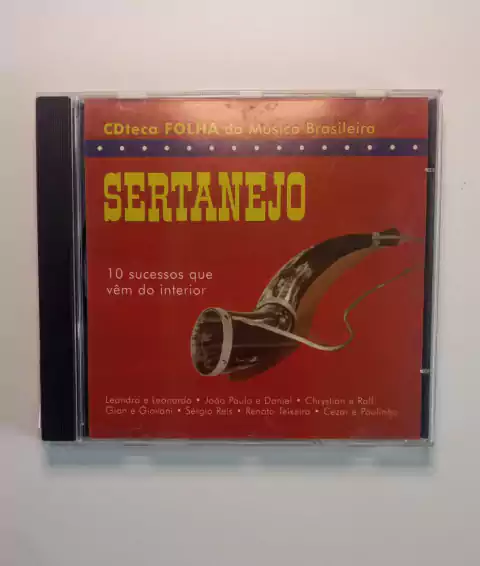 CDteca FOLHA da Música Brasileira
SERTANEJO
10 sucessos que
vêm do interior
Leandro e Leonardo • João Paulo e Daniel • Chrystian e Ralf
Gian e Giovani • Sérgio Reis • Renato Teixeira • Cezar e Paulinho